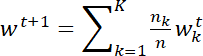 $w^{t+1} = \sum_{k=1}^{K} \frac{n_k}{n} w_k^t$